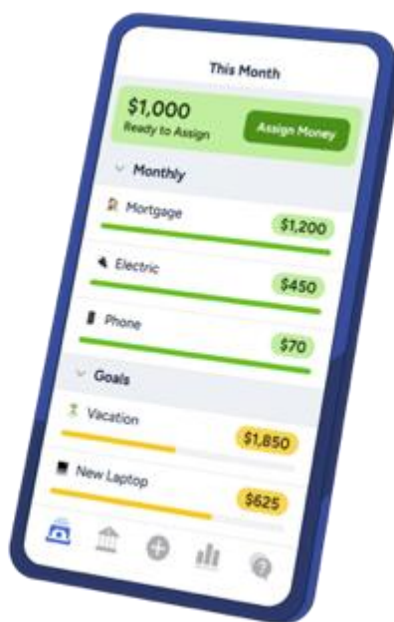 This Month
$1,000
Ready to Assign
Assign Money
Monthly
Mortgage
$1,200
Electric
$450
Phone
$70
Goals
Vacation
$1,850
New Laptop
$625